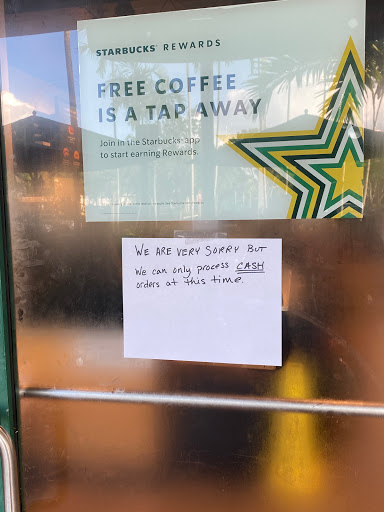 STARBUCKS® REWARDS
FREE COFFEE
IS A TAP AWAY
Join in the Starbucks® app
to start earning Rewards.
WE ARE VERY SORRY BUT
We can only process CASH
orders at this time.